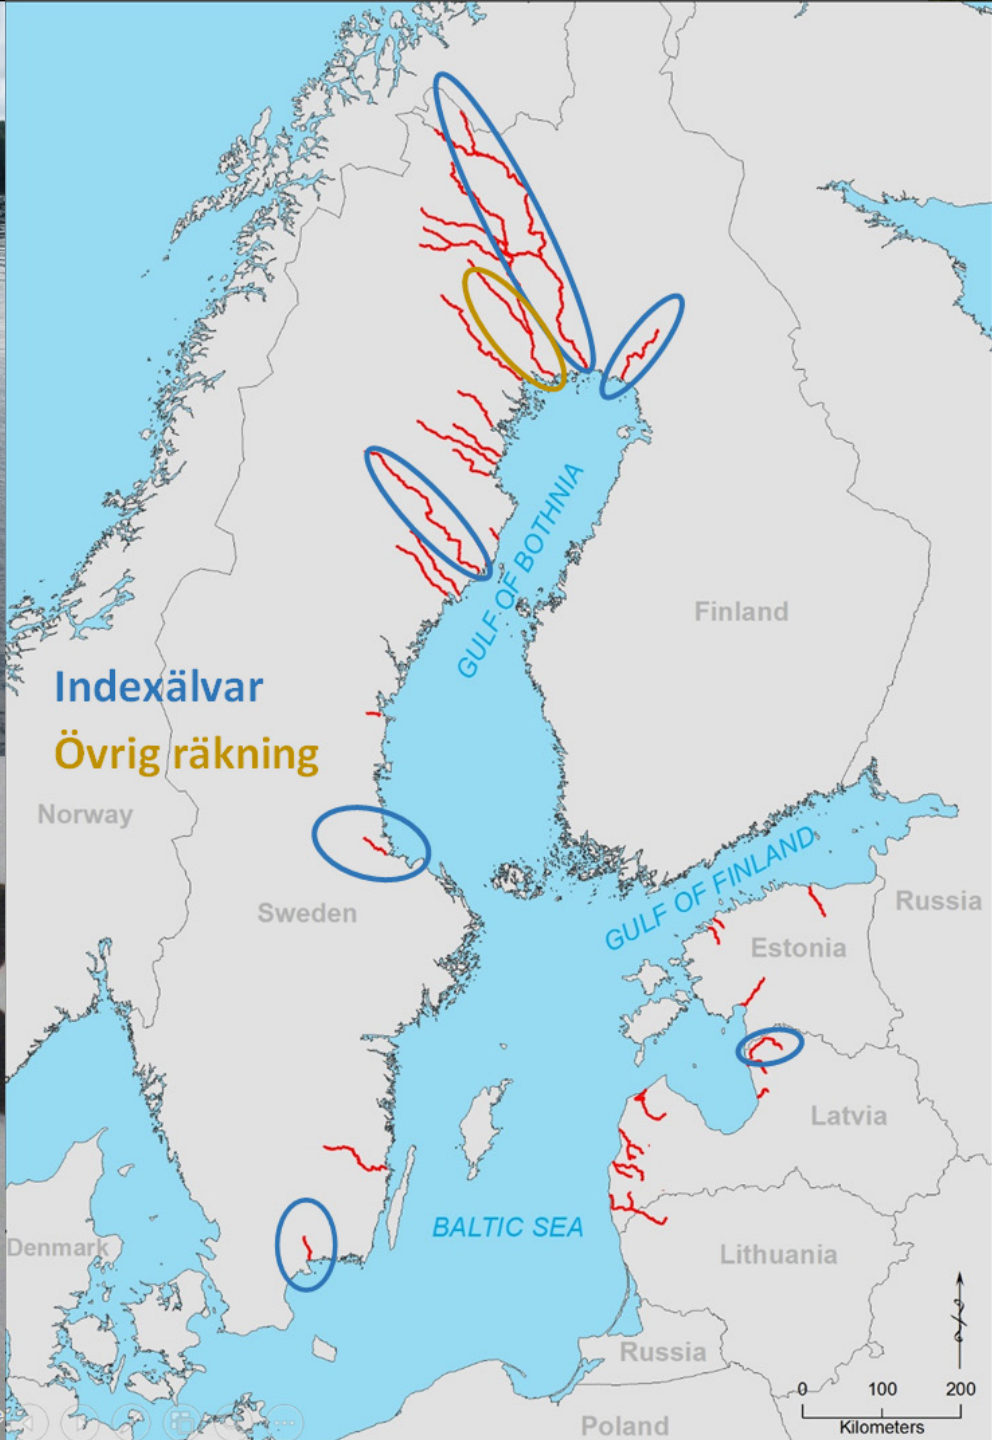 GULF OF BOTHNIA
Finland
Indexälvar
Övrig räkning
Norway
GULF OF FINLAND
Sweden
Russia
Estonia
Latvia
BALTIC SEA
Denmark
Lithuania
Russia
0 100 200
Kilometers
Poland